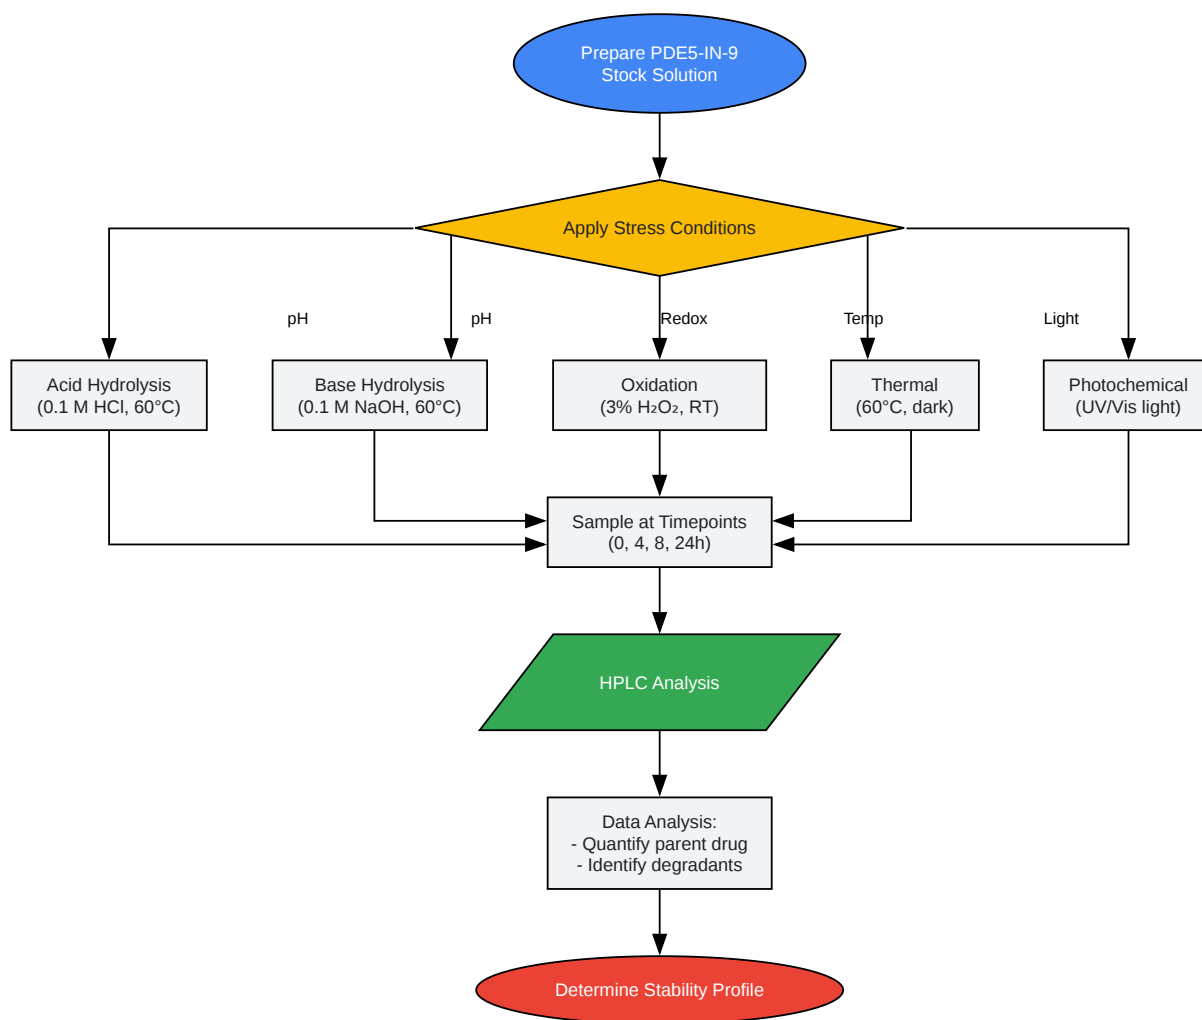 Prepare PDE5-IN-9
Stock Solution
Apply Stress Conditions
pH
pH
Redox
Temp
Light
Acid Hydrolysis
(0.1 M HCl, 60°C)
Base Hydrolysis
(0.1 M NaOH, 60°C)
Oxidation
(3% H₂O₂, RT)
Thermal
(60°C, dark)
Photochemical
(UV/Vis light)
Sample at Timepoints
(0, 4, 8, 24h)
HPLC Analysis
Data Analysis:
- Quantify parent drug
- Identify degradants
Determine Stability Profile